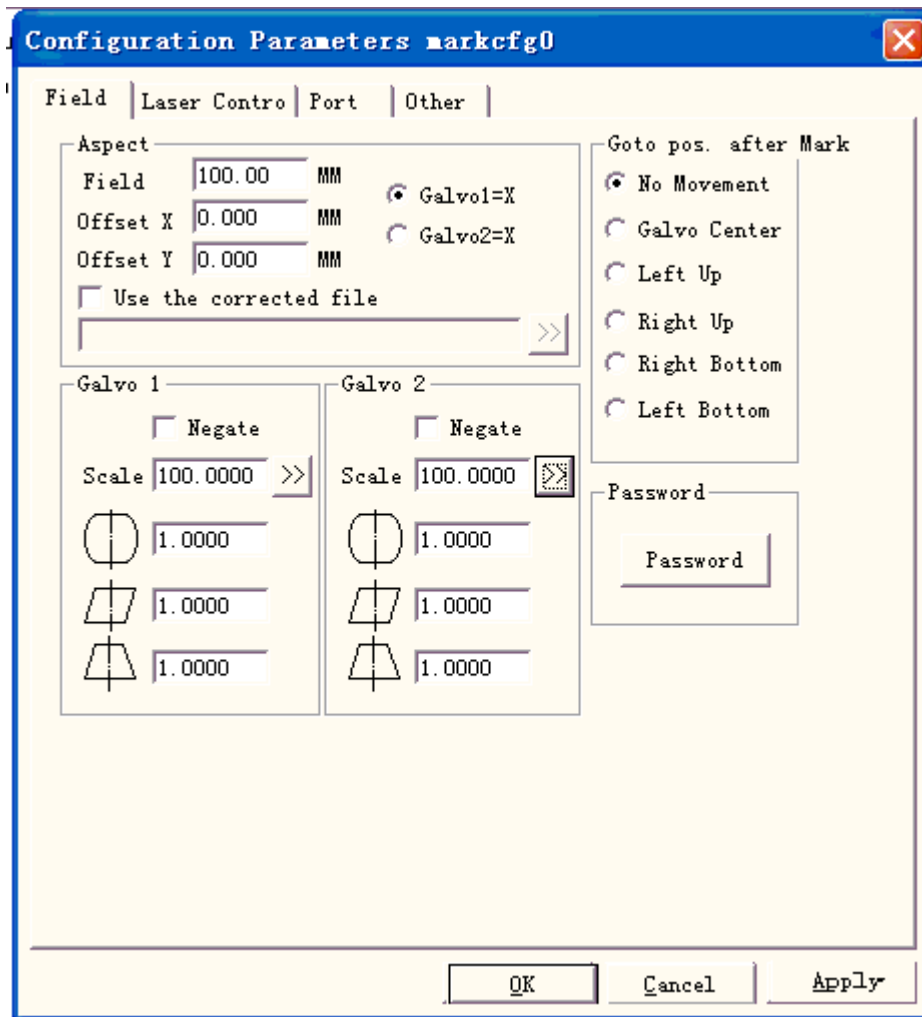 Configuration Parameters markcfg0
Field Laser Contro Port Other
Aspect
Field 100.00 MM
Offset X 0.000 MM
Offset Y 0.000 MM
Galvo1=X
Galvo2=X
Use the corrected file
>>
Galvo 1
Negate
Scale 100.0000 >>
1.0000
1.0000
1.0000
Galvo 2
Negate
Scale 100.0000 >>
1.0000
1.0000
1.0000
Goto pos. after Mark
No Movement
Galvo Center
Left Up
Right Up
Right Bottom
Left Bottom
Password
Password
OK Cancel Apply